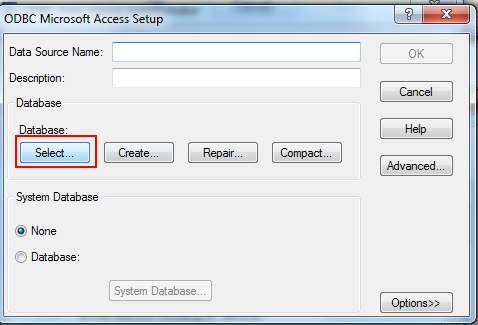 ODBC Microsoft Access Setup
Data Source Name:
OK
Description:
Cancel
Database
Database:
Help
Select...
Create...
Repair...
Compact...
Advanced...
System Database
None
Database:
System Database...
Options>>